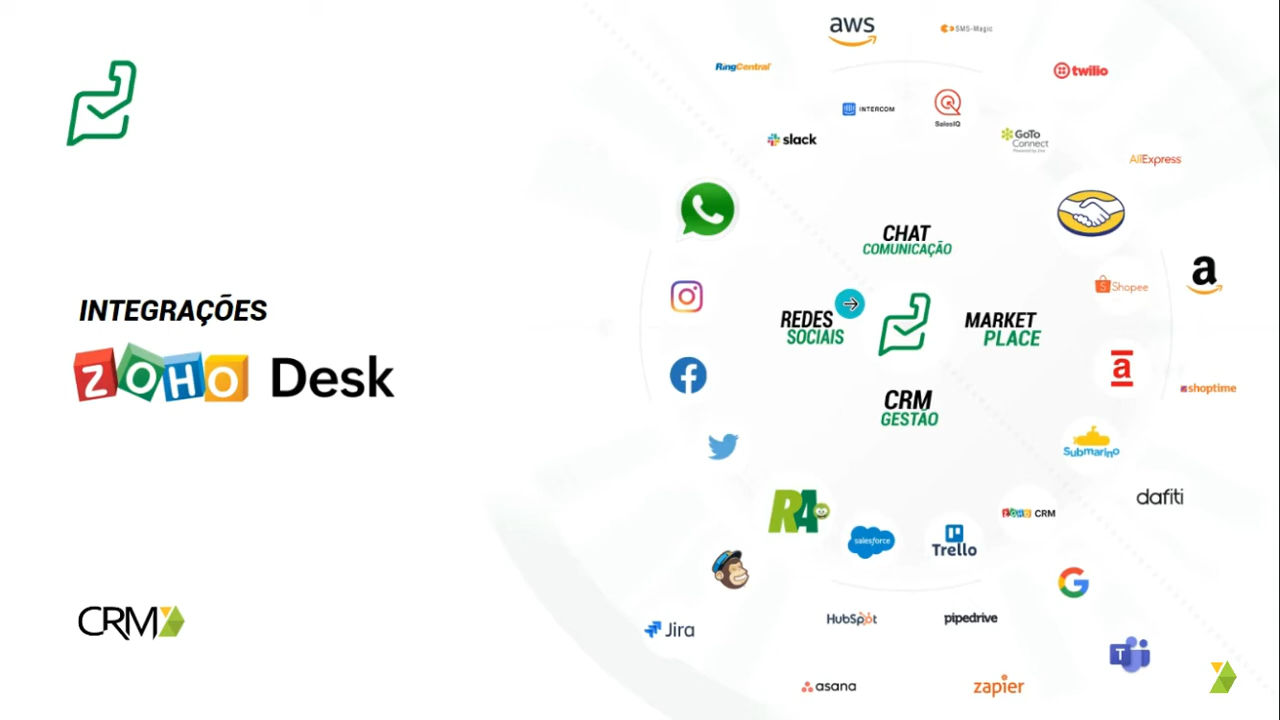 aws
SMS-Magic
RingCentral
twilio
INTERCOM
SalesIQ
slack
GoTo
Connect
AliExpress
CHAT
COMUNICAÇÃO
a
Shopee
INTEGRAÇÕES
REDES
SOCIAIS
MARKET
PLACE
ZOHO Desk
a
shoptime
CRM
GESTÃO
Submarino
dafiti
RA
ZOHO CRM
salesforce
Trello
G
CRM
Jira
HubSpot
pipedrive
T
asana
zapier